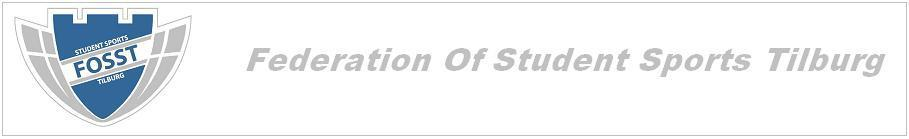 STUDENT SPORTS
FOSST
TILBURG
Federation Of Student Sports Tilburg